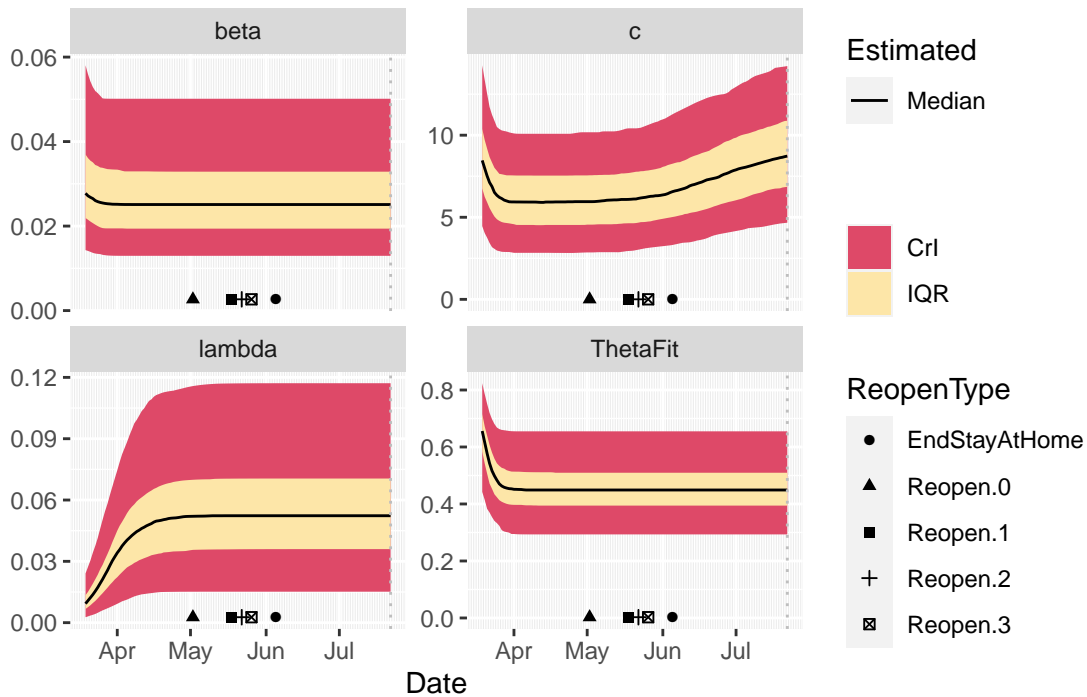 beta
c
0.06
0.04
0.02
0.00
10
5
0
lambda
ThetaFit
0.12
0.09
0.06
0.03
0.00
0.8
0.6
0.4
0.2
0.0
Apr May Jun Jul
Apr May Jun Jul
Date
Estimated
Median
CrI
IQR
ReopenType
EndStayAtHome
Reopen.0
Reopen.1
Reopen.2
Reopen.3